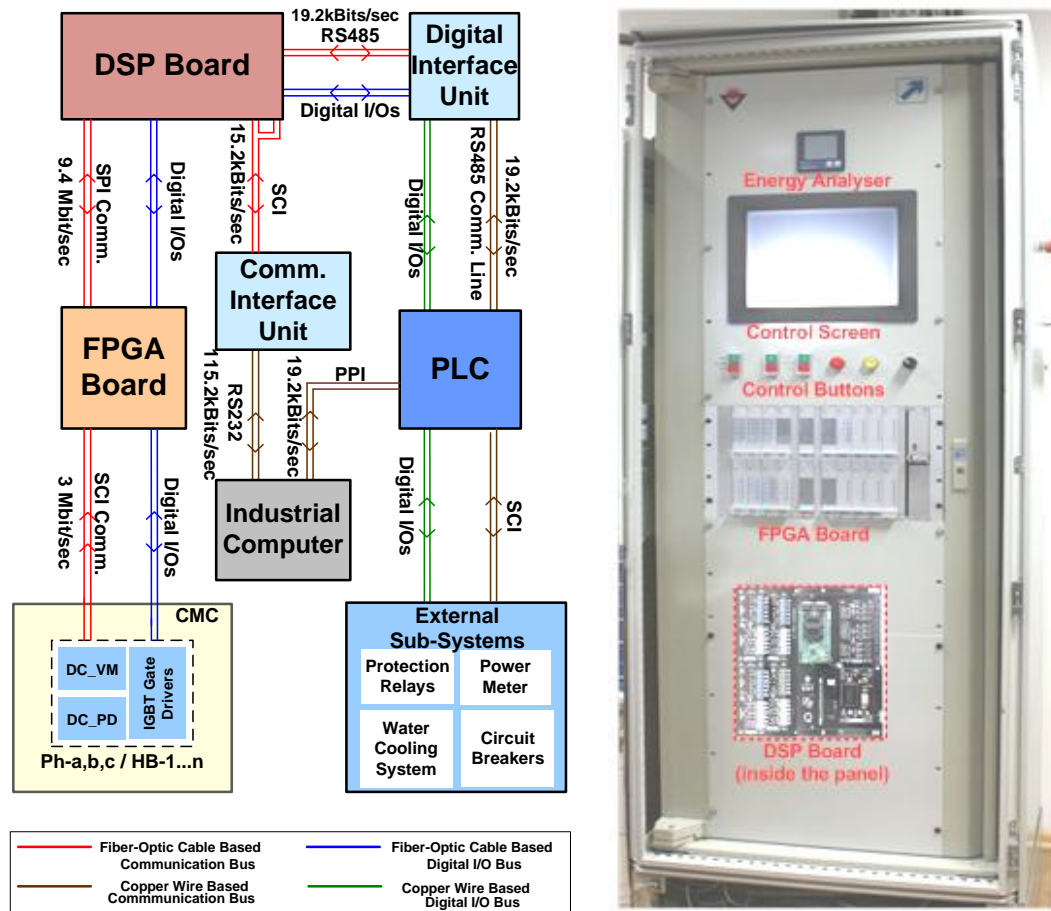 19.2kBits/sec
RS485
DSP Board
Digital
Interface
Unit
Digital I/Os
9.4 Mbit/sec
SPI Comm.
Digital I/Os
15.2kBits/sec
SCI
Digital I/Os
RS485 Comm. Line
19.2kBits/sec
Comm.
Interface
Unit
FPGA
Board
PLC
115.2kBits/sec
RS232
19.2kBits/sec
PPI
3 Mbit/sec
SCI Comm.
Digital I/Os
Industrial
Computer
Digital I/Os
SCI
CMC
DC_VM
DC_PD
IGBT Gate
Drivers
Ph-a,b,c / HB-1...n
External
Sub-Systems
Protection
Relays
Power
Meter
Water
Cooling
System
Circuit
Breakers
Fiber-Optic Cable Based
Communication Bus
Fiber-Optic Cable Based
Digital I/O Bus
Copper Wire Based
Commmunication Bus
Copper Wire Based
Digital I/O Bus
Energy Analyser
Control Screen
Control Buttons
FPGA Board
DSP Board
(inside the panel)